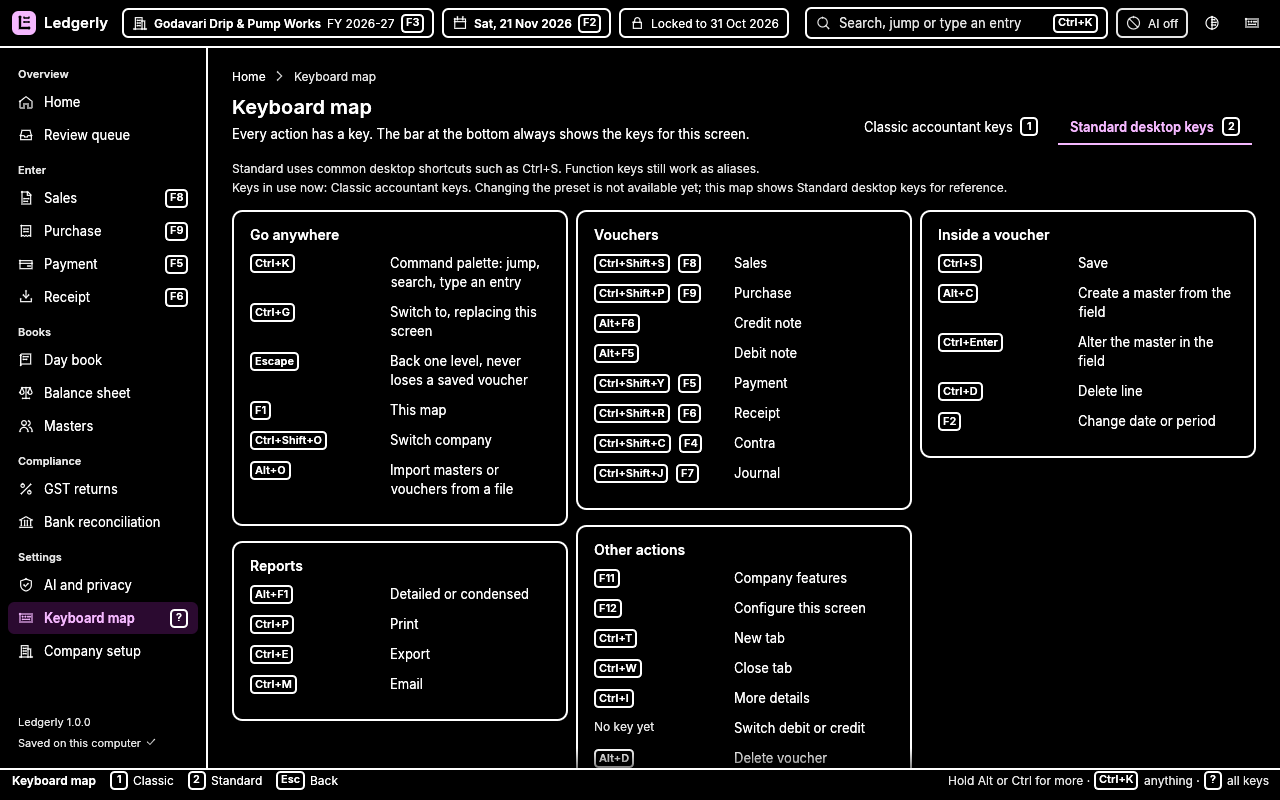 Ledgerly
Godavari Drip & Pump Works FY 2026-27 F3
Sat, 21 Nov 2026 F2
Locked to 31 Oct 2026
Search, jump or type an entry Ctrl+K
AI off
Overview
Home
Review queue
Enter
Sales F8
Purchase F9
Payment F5
Receipt F6
Books
Day book
Balance sheet
Masters
Compliance
GST returns
Bank reconciliation
Settings
AI and privacy
Keyboard map ?
Company setup
Ledgerly 1.0.0
Saved on this computer
Home > Keyboard map
Keyboard map
Every action has a key. The bar at the bottom always shows the keys for this screen.
Classic accountant keys 1
Standard desktop keys 2
Standard uses common desktop shortcuts such as Ctrl+S. Function keys still work as aliases.
Keys in use now: Classic accountant keys. Changing the preset is not available yet; this map shows Standard desktop keys for reference.
Go anywhere
Ctrl+K Command palette: jump,
search, type an entry
Ctrl+G Switch to, replacing this
screen
Escape Back one level, never
loses a saved voucher
F1 This map
Ctrl+Shift+O Switch company
Alt+O Import masters or
vouchers from a file
Reports
Alt+F1 Detailed or condensed
Ctrl+P Print
Ctrl+E Export
Ctrl+M Email
Vouchers
Ctrl+Shift+S F8 Sales
Ctrl+Shift+P F9 Purchase
Alt+F6 Credit note
Alt+F5 Debit note
Ctrl+Shift+Y F5 Payment
Ctrl+Shift+R F6 Receipt
Ctrl+Shift+C F4 Contra
Ctrl+Shift+J F7 Journal
Other actions
F11 Company features
F12 Configure this screen
Ctrl+T New tab
Ctrl+W Close tab
Ctrl+I More details
No key yet Switch debit or credit
Alt+D Delete voucher
Inside a voucher
Ctrl+S Save
Alt+C Create a master from the
field
Ctrl+Enter Alter the master in the
field
Ctrl+D Delete line
F2 Change date or period
Keyboard map 1 Classic 2 Standard Esc Back
Hold Alt or Ctrl for more · Ctrl+K anything · ? all keys